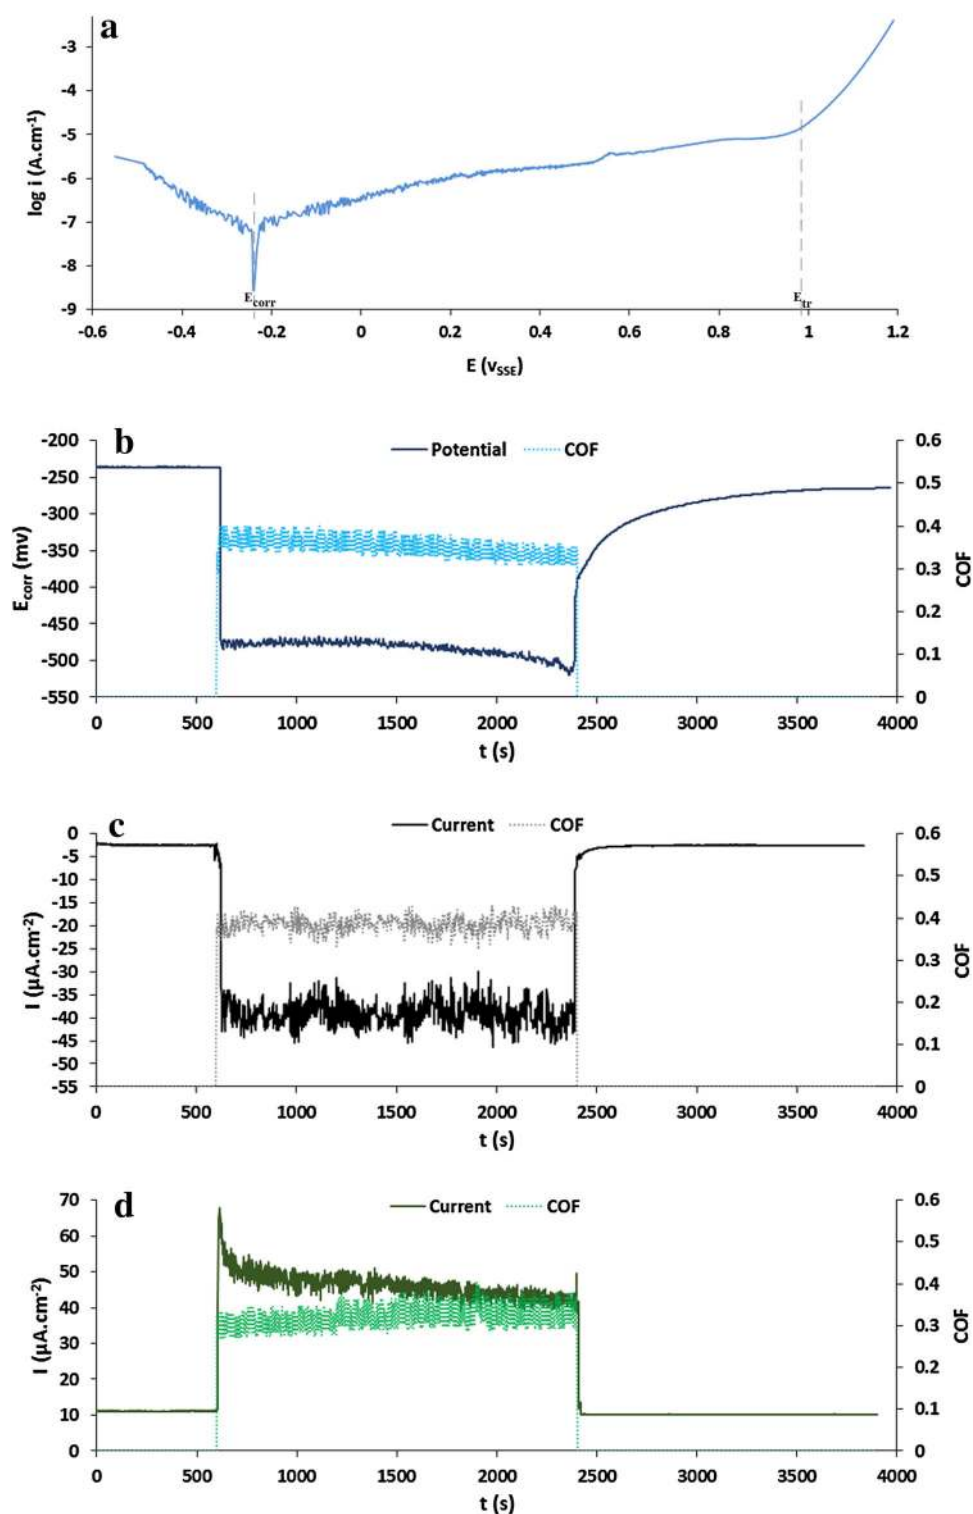 a
-3
-4
-5
-6
-7
-8
-9
log i (A.cm⁻¹)
E_corr
E_tr
-0.6 -0.4 -0.2 0 0.2 0.4 0.6 0.8 1 1.2
E (v_SSE)
b
Potential COF
-200 0.6
-250 0.5
-300 0.4
-350
-400 0.3
-450 0.2
-500 0.1
-550 0
E_corr (mv)
COF
0 500 1000 1500 2000 2500 3000 3500 4000
t (s)
c
Current COF
0 0.6
-5
-10 0.5
-15
-20 0.4
-25
-30 0.3
-35
-40 0.2
-45
-50 0.1
-55 0
I (µA.cm⁻²)
COF
0 500 1000 1500 2000 2500 3000 3500 4000
t (s)
d
Current COF
70 0.6
60 0.5
50 0.4
40
30 0.3
20 0.2
10 0.1
0 0
I (µA.cm⁻²)
COF
0 500 1000 1500 2000 2500 3000 3500 4000
t (s)